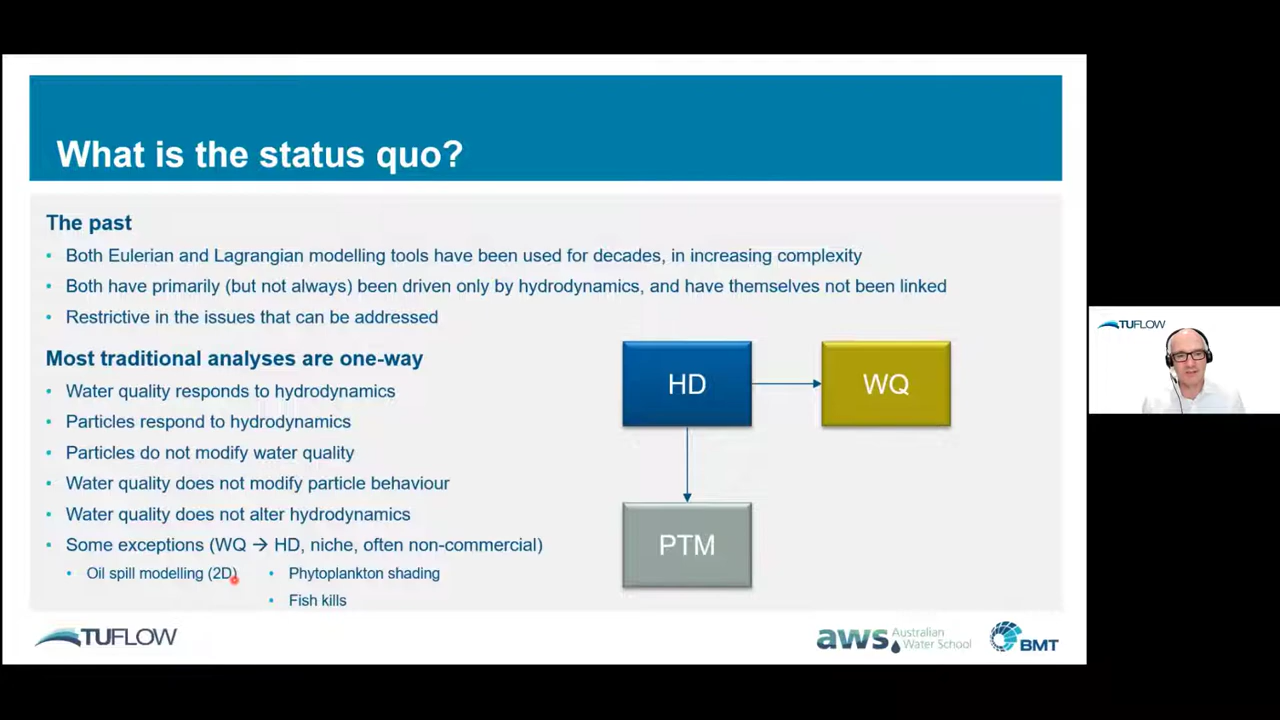 What is the status quo?
The past
• Both Eulerian and Lagrangian modelling tools have been used for decades, in increasing complexity
• Both have primarily (but not always) been driven only by hydrodynamics, and have themselves not been linked
• Restrictive in the issues that can be addressed
Most traditional analyses are one-way
• Water quality responds to hydrodynamics
• Particles respond to hydrodynamics
• Particles do not modify water quality
• Water quality does not modify particle behaviour
• Water quality does not alter hydrodynamics
• Some exceptions (WQ → HD, niche, often non-commercial)
• Oil spill modelling (2D)
• Phytoplankton shading
• Fish kills
HD
WQ
PTM
TUFLOW
TUFLOW
aws Australian
Water School
BMT